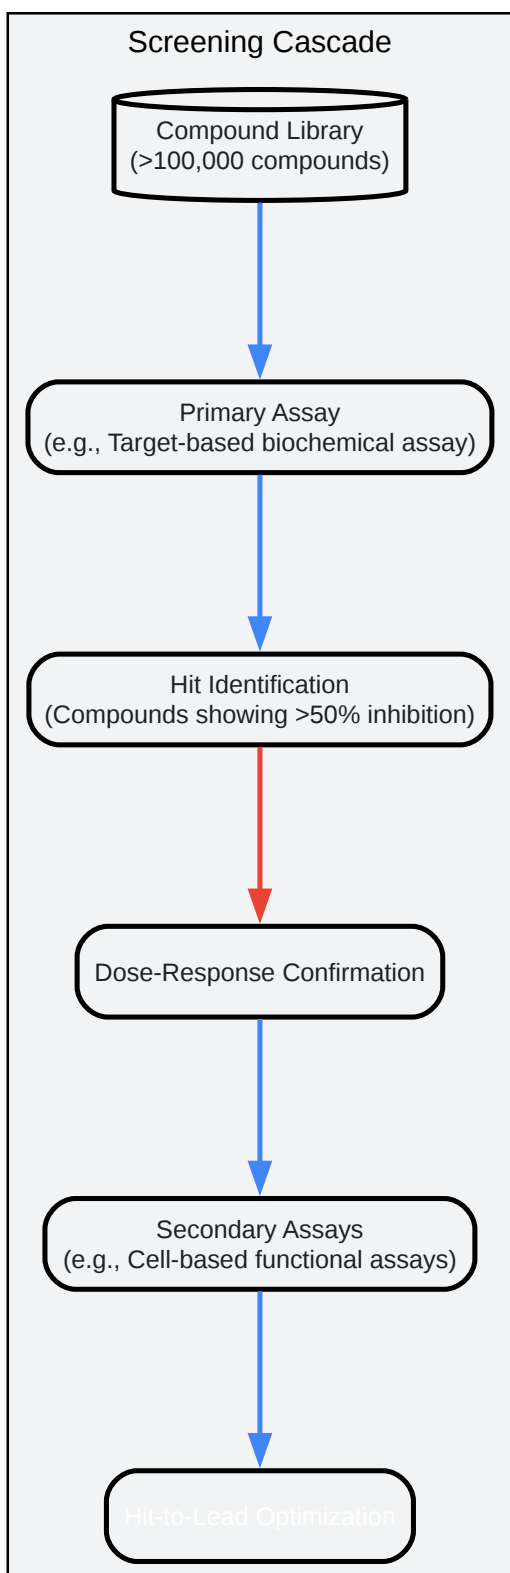 Screening Cascade
Compound Library
(>100,000 compounds)
Primary Assay
(e.g., Target-based biochemical assay)
Hit Identification
(Compounds showing >50% inhibition)
Dose-Response Confirmation
Secondary Assays
(e.g., Cell-based functional assays)
Hit-to-Lead Optimization